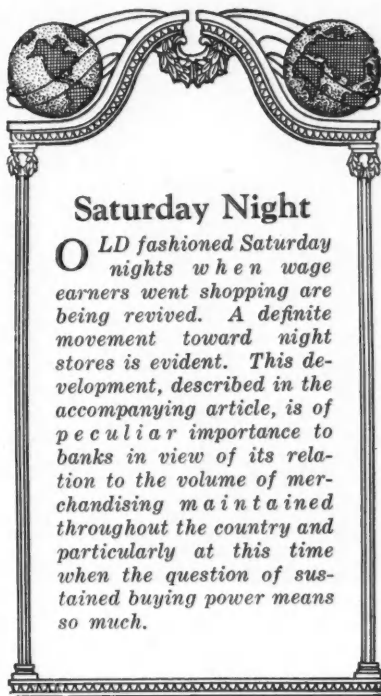 Saturday Night
OLD fashioned Saturday
nights when wage
earners went shopping are
being revived. A definite
movement toward night
stores is evident. This de-
velopment, described in the
accompanying article, is of
peculiar importance to
banks in view of its rela-
tion to the volume of mer-
chandising maintained
throughout the country and
particularly at this time
when the question of sus-
tained buying power means
so much.